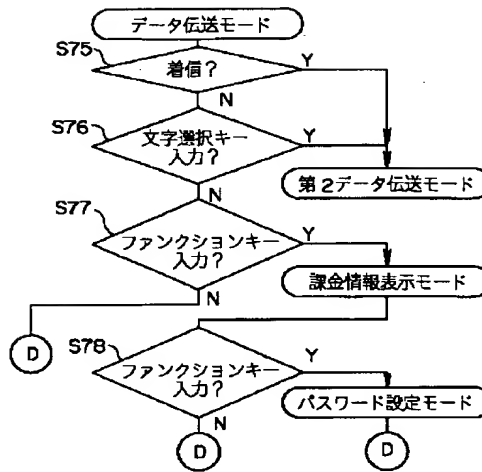 データ伝送モード
S75
着信?
Y
N
S76
文字選択キー
入力?
Y
N
第2データ伝送モード
S77
ファンクションキー
入力?
Y
N
課金情報表示モード
D
S78
ファンクションキー
入力?
Y
N
パスワード設定モード
D
D